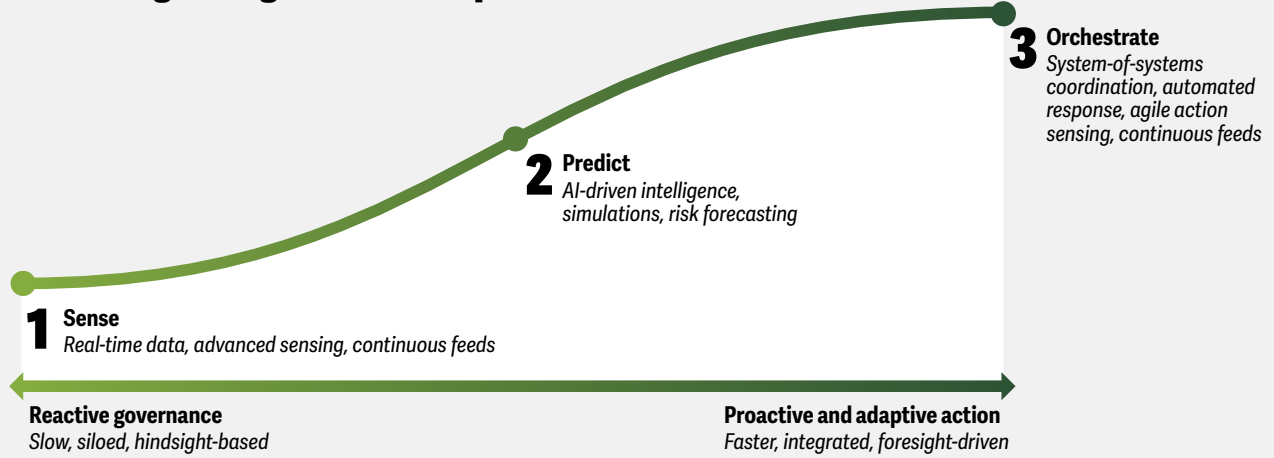 3 Orchestrate
System-of-systems
coordination, automated
response, agile action
sensing, continuous feeds
2 Predict
AI-driven intelligence,
simulations, risk forecasting
1 Sense
Real-time data, advanced sensing, continuous feeds
Reactive governance
Slow, siloed, hindsight-based
Proactive and adaptive action
Faster, integrated, foresight-driven